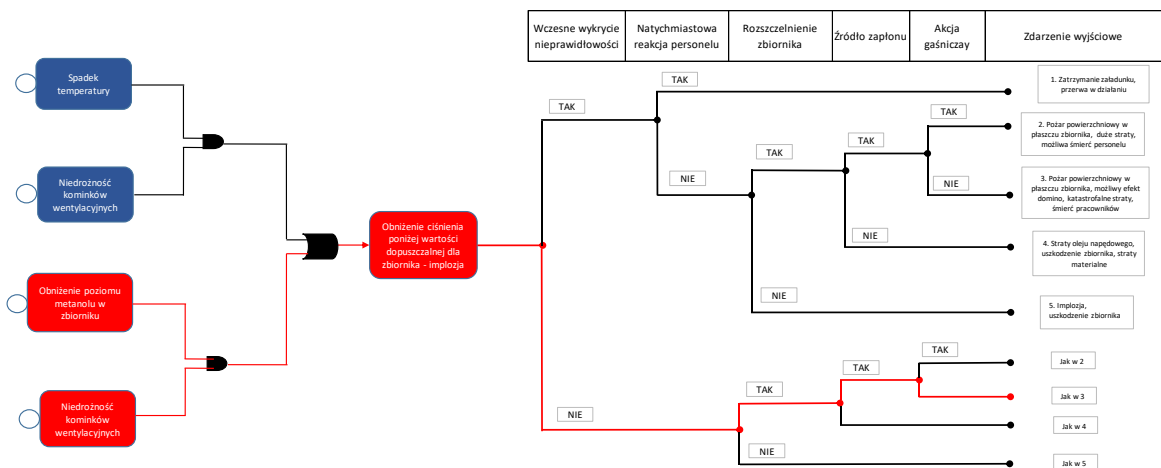 Wczesne wykrycie
nieprawidłowości
Natychmiastowa
reakcja personelu
Rozszczelnienie
zbiornika
Źródło zapłonu
Akcja
gaśniczay
Zdarzenie wyjściowe
Spadek
temperatury
Niedrożność
kominków
wentylacyjnych
Obniżenie poziomu
metanolu w
zbiorniku
Niedrożność
kominków
wentylacyjnych
Obniżenie ciśnienia
poniżej wartości
dopuszczalnej dla
zbiornika - implozja
TAK
NIE
TAK
NIE
TAK
NIE
TAK
NIE
TAK
NIE
TAK
NIE
TAK
TAK
1. Zatrzymanie załadunku,
przerwa w działaniu
2. Pożar powierzchniowy w
płaszczu zbiornika, duże straty,
możliwa śmierć personelu
3. Pożar powierzchniowy w
płaszczu zbiornika, możliwy efekt
domino, katastrofalne straty,
śmierć pracowników
4. Straty oleju napędowego,
uszkodzenie zbiornika, straty
materialne
5. Implozja,
uszkodzenie zbiornika
Jak w 2
Jak w 3
Jak w 4
Jak w 5